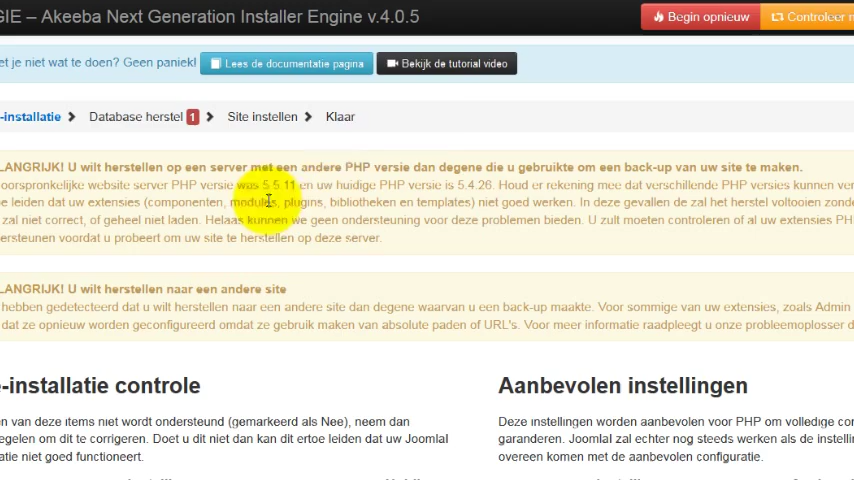 GIE – Akeeba Next Generation Installer Engine v.4.0.5
Begin opnieuw
Controleer
et je niet wat te doen? Geen paniek! Lees de documentatie pagina Bekijk de tutorial video
-installatie Database herstel 1 Site instellen Klaar
LANGRIJK! U wilt herstellen op een server met een andere PHP versie dan degene die u gebruikte om een back-up van uw site te maken.
oorspronkelijke website server PHP versie was 5.5.11 en uw huidige PHP versie is 5.4.26. Houd er rekening mee dat verschillende PHP versies kunnen ver
e leiden dat uw extensies (componenten, modules, plugins, bibliotheken en templates) niet goed werken. In deze gevallen de zal het herstel voltooien zonde
zal niet correct, of geheel niet laden. Helaas kunnen we geen ondersteuning voor deze problemen bieden. U zult moeten controleren of al uw extensies PH
ersteunen voordat u probeert om uw site te herstellen op deze server.
LANGRIJK! U wilt herstellen naar een andere site
hebben gedetecteerd dat u wilt herstellen naar een andere site dan degene waarvan u een back-up maakte. Voor sommige van uw extensies, zoals Admin
dat ze opnieuw worden geconfigureerd omdat ze gebruik maken van absolute paden of URL's. Voor meer informatie raadpleegt u onze probleemoplosser d
e-installatie controle
en van deze items niet wordt ondersteund (gemarkeerd als Nee), neem dan
egelen om dit te corrigeren. Doet u dit niet dan kan dit ertoe leiden dat uw Joomla!
atie niet goed functioneert.
Aanbevolen instellingen
Deze instellingen worden aanbevolen voor PHP om volledige co
garanderen. Joomla! zal echter nog steeds werken als de instelli
overeen komen met de aanbevolen configuratie.